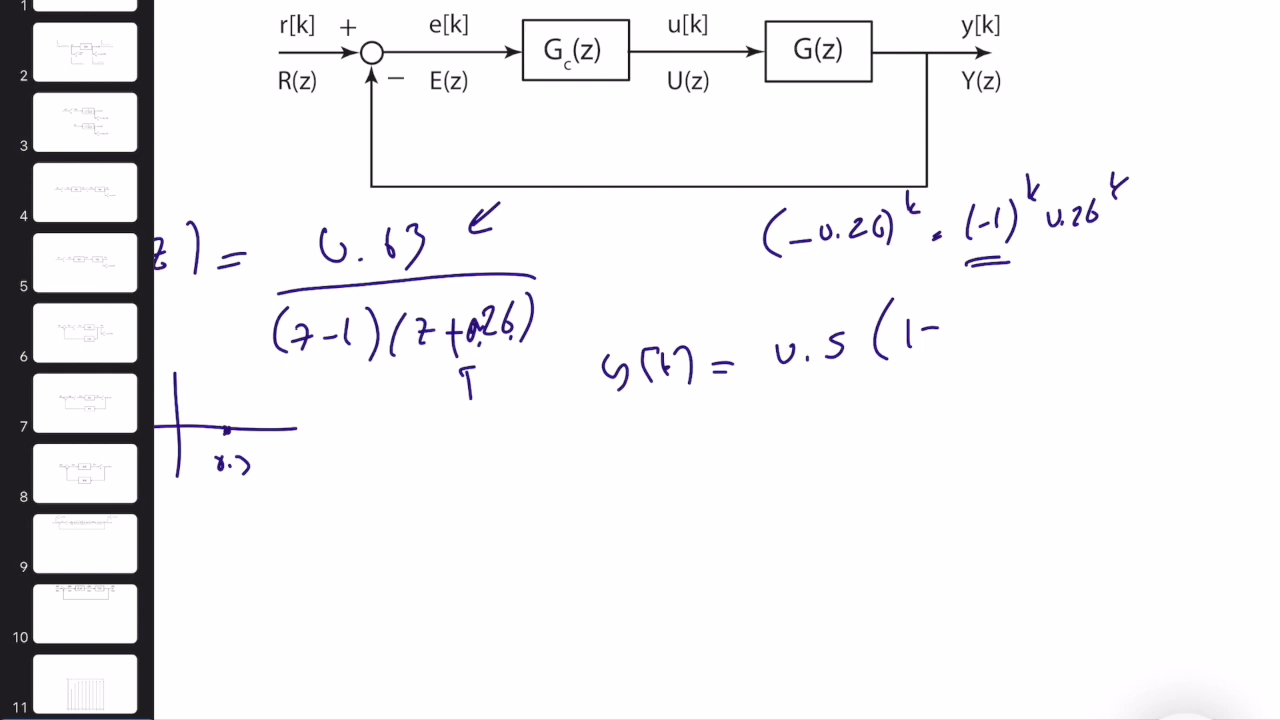 1
2
3
4
5
6
7
8
9
10
11
r[k] + e[k] u[k] y[k]
G_c(z) G(z)
R(z) − E(z) U(z) Y(z)
z) = 0.63 / (z-1)(z+0.26)
(-0.26)^k = (-1)^k 0.26^k
y[k] = 0.5 (1-